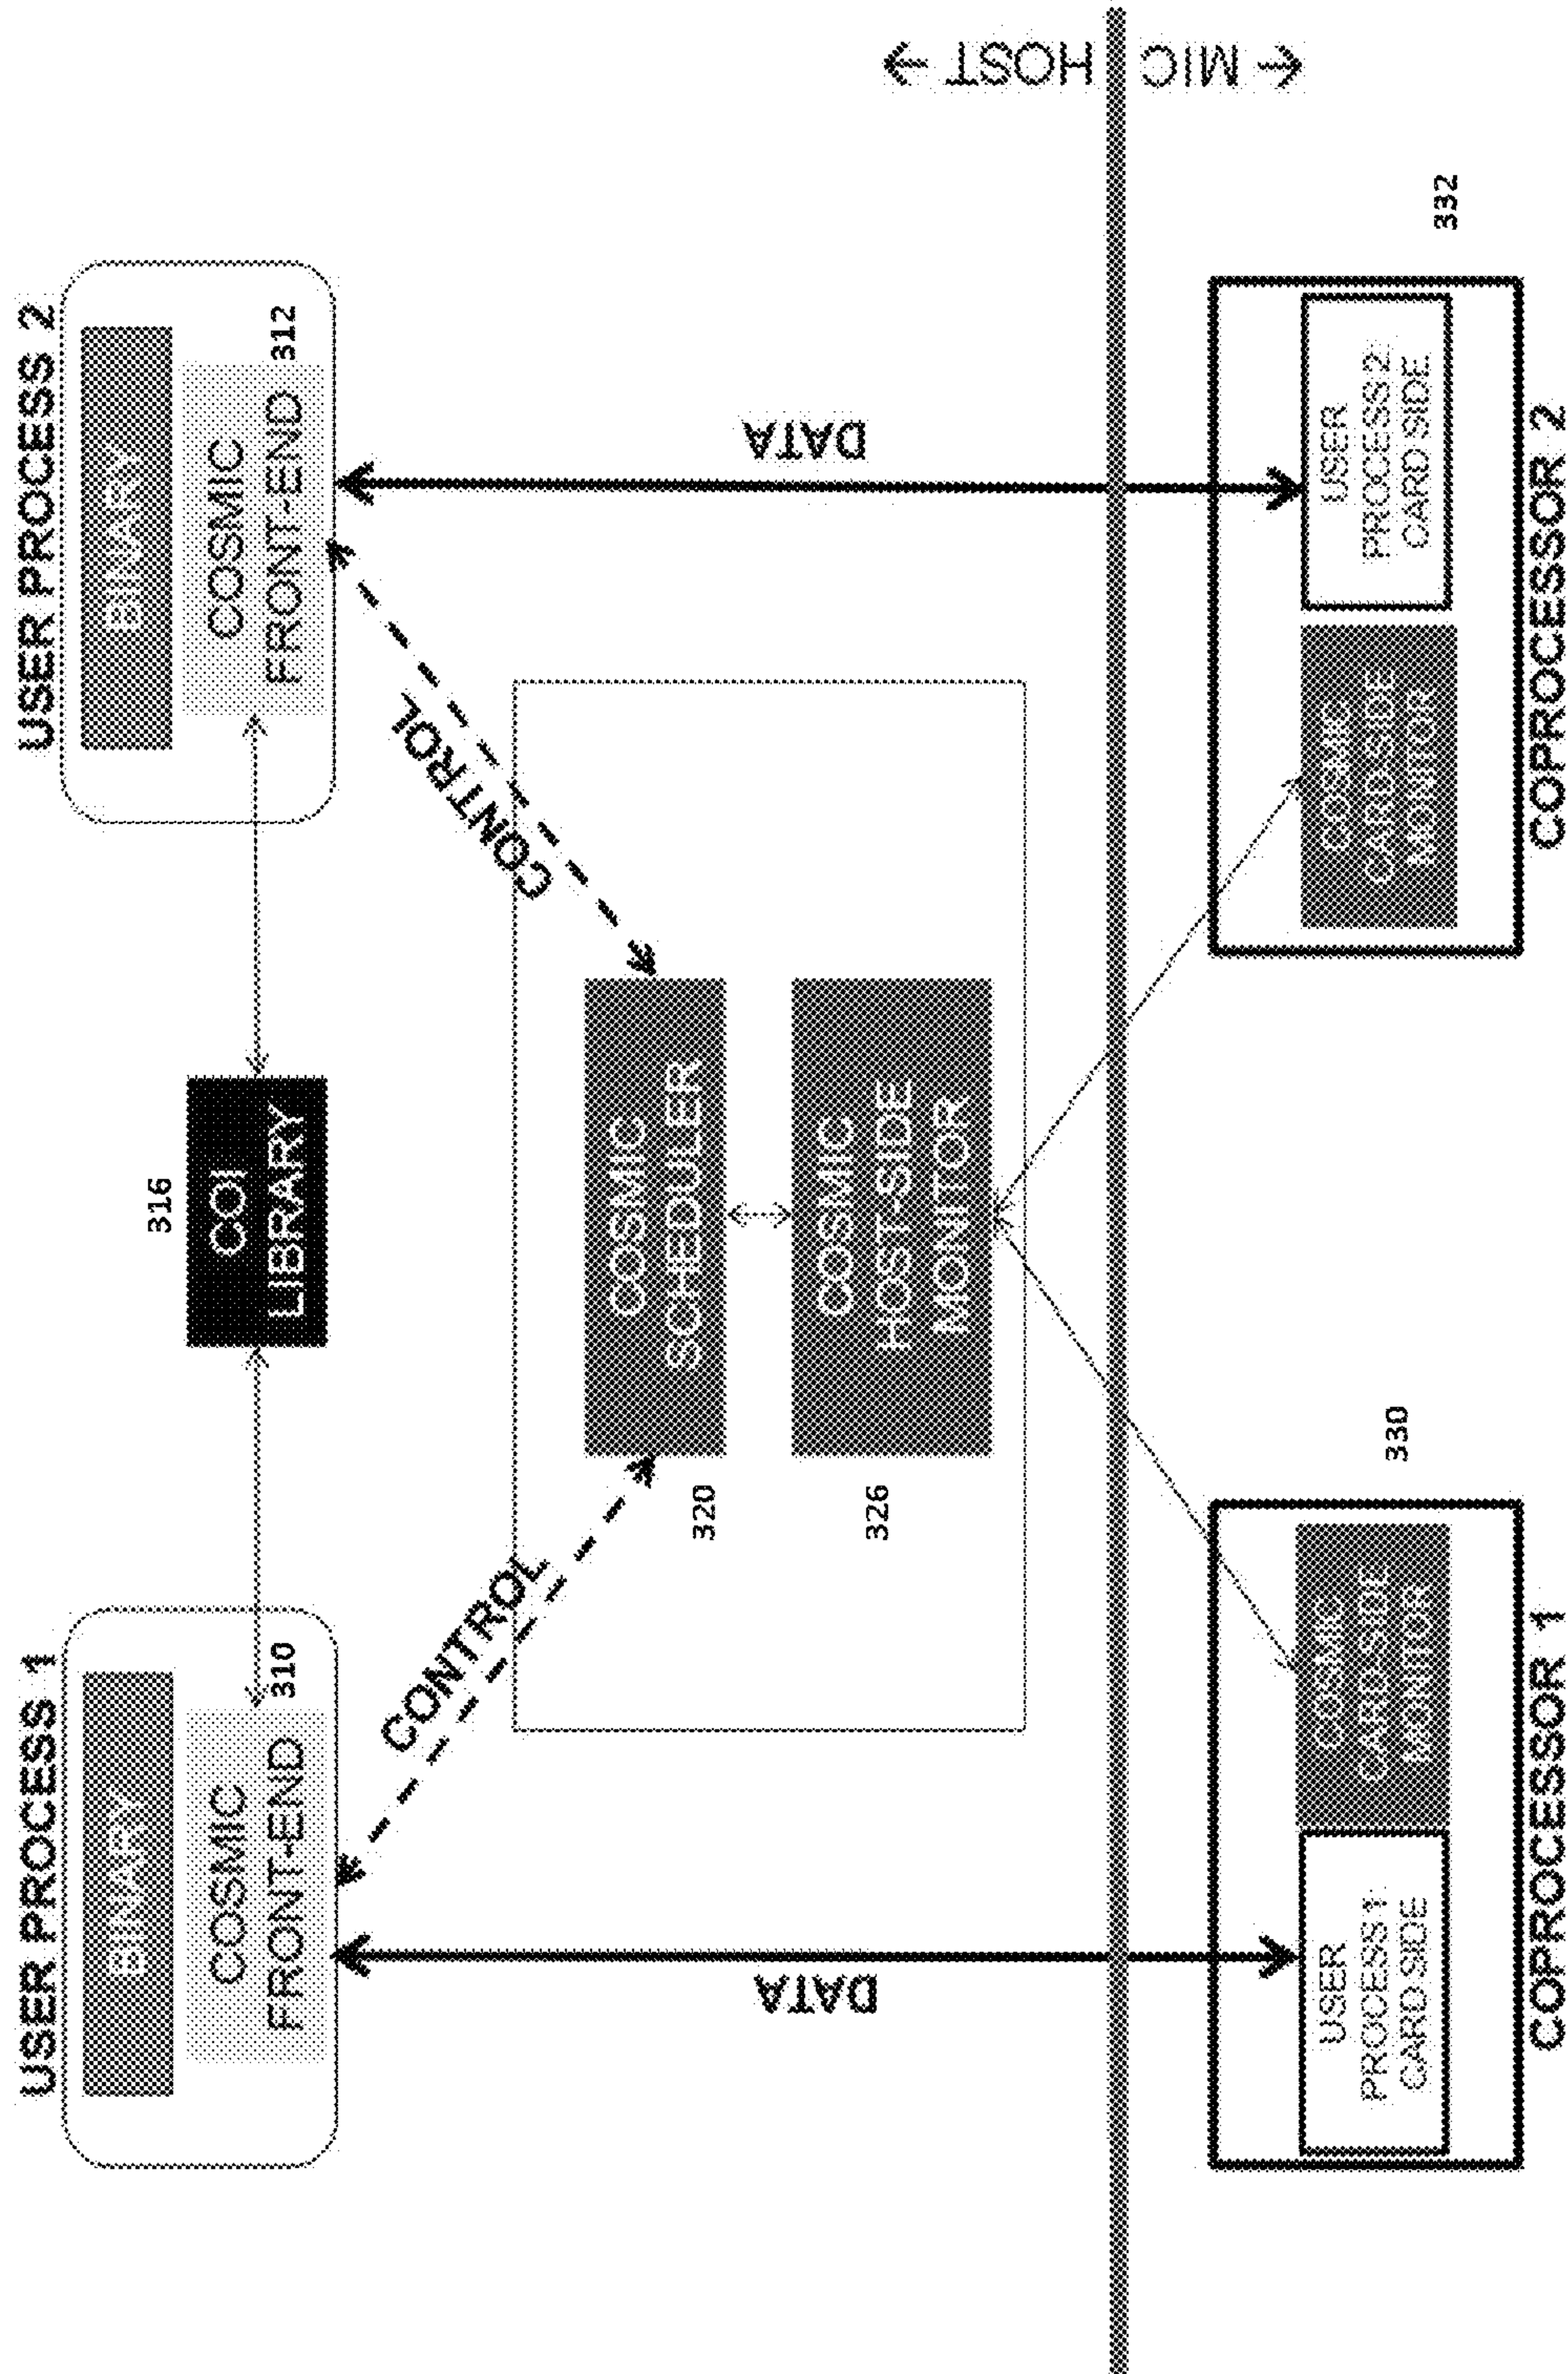 USER PROCESS 1
BINARY
COSMIC
FRONT-END
310
316
COI
LIBRARY
USER PROCESS 2
BINARY
COSMIC
FRONT-END
312
CONTROL
CONTROL
COSMIC
SCHEDULER
320
COSMIC
HOST-SIDE
MONITOR
326
DATA
DATA
HOST →
MIC →
USER
PROCESS 1:
CARD SIDE
COSMIC
CARD-SIDE
MONITOR
330
COPROCESSOR 1
COSMIC
CARD-SIDE
MONITOR
USER
PROCESS 2:
CARD SIDE
332
COPROCESSOR 2